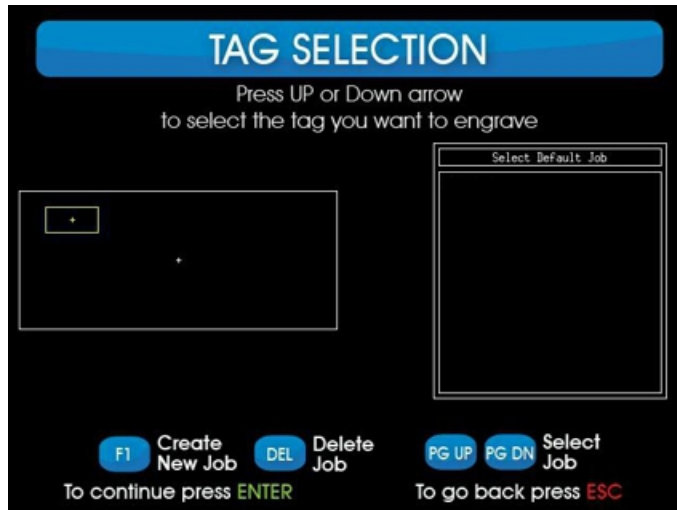 TAG SELECTION
Press UP or Down arrow
to select the tag you want to engrave
Select Default Job
F1 Create New Job
DEL Delete Job
PG UP PG DN Select Job
To continue press ENTER
To go back press ESC